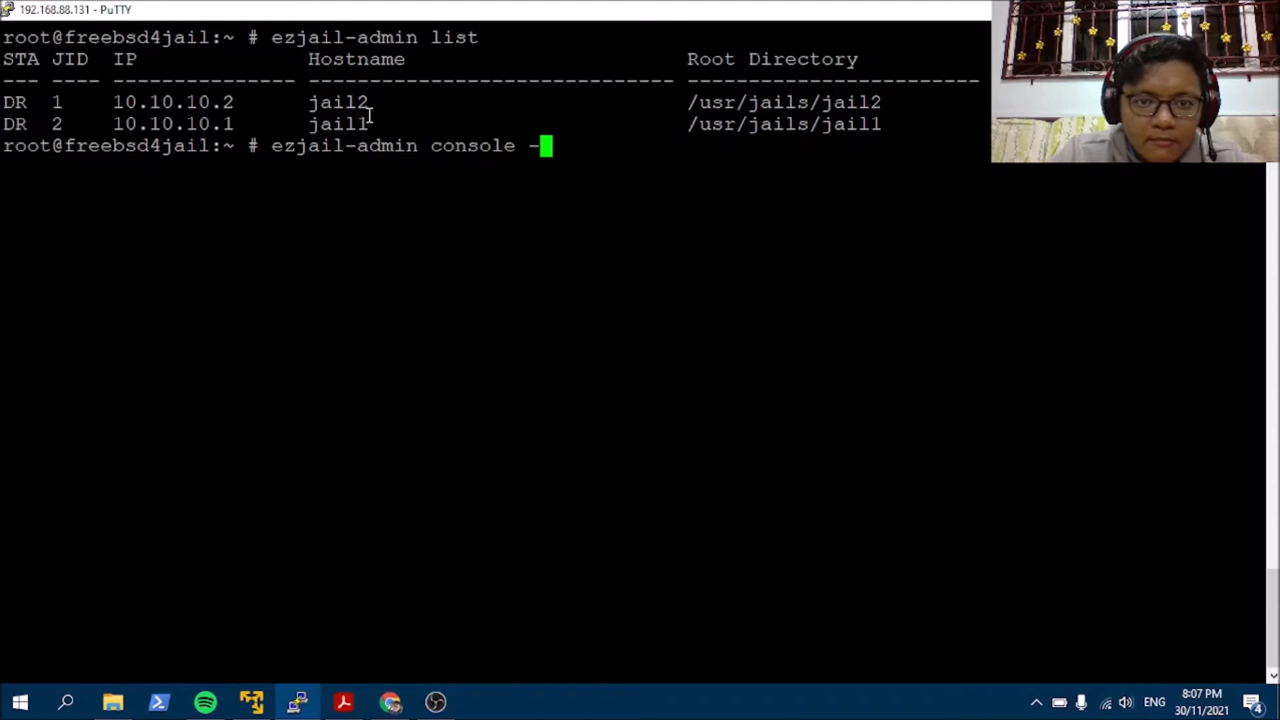 192.168.88.131 - PuTTY
root@freebsd4jail:~ # ezjail-admin list
STA JID  IP              Hostname                       Root Directory
--- ---- --------------- ------------------------------ ------------------------
DR  1    10.10.10.2      jail2                          /usr/jails/jail2
DR  2    10.10.10.1      jail1                          /usr/jails/jail1
root@freebsd4jail:~ # ezjail-admin console -
ENG
8:07 PM
30/11/2021
4